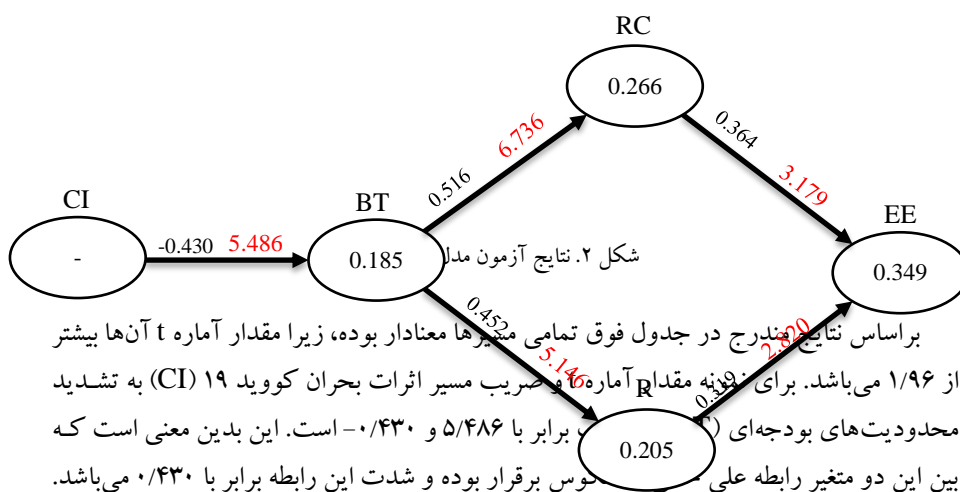 RC
0.266
0.364
3.179
6.736
0.516
CI
-
-0.430 5.486
BT
0.185
EE
0.349
شکل ۲. نتایج آزمون مدل
0.452
5.146
2.820
R
0.205
براساس نتایج مندرج در جدول فوق تمامی مسیرها معنادار بوده، زیرا مقدار آماره t آن‌ها بیشتر
از ۱/۹۶ می‌باشد. برای نمونه مقدار آماره t و ضریب مسیر اثرات بحران کووید ۱۹ (CI) به تشدید
محدودیت‌های بودجه‌ای برابر با ۵/۴۸۶ و ۰/۴۳۰- است. این بدین معنی است که
بین این دو متغیر رابطه علی برقرار بوده و شدت این رابطه برابر با ۰/۴۳۰ می‌باشد.